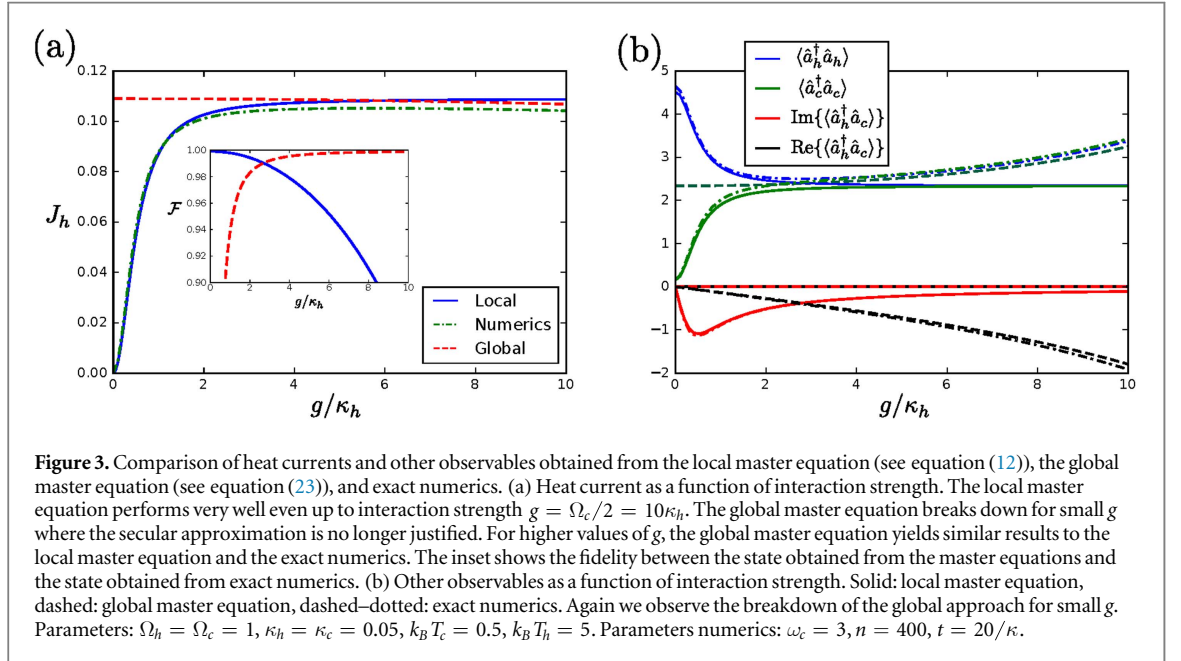 (a)
0.12
0.10
0.08
0.06
0.04
0.02
0.00
J_h
0 2 4 6 8 10
g/κ_h
1.00
0.98
0.96
0.94
0.92
0.90
F
0 2 4 6 8 10
g/κ_h
Local
Numerics
Global
(b)
⟨â_h^† â_h⟩
⟨â_c^† â_c⟩
Im{⟨â_h^† â_c⟩}
Re{⟨â_h^† â_c⟩}
5
4
3
2
1
0
−1
−2
0 2 4 6 8 10
g/κ_h
Figure 3. Comparison of heat currents and other observables obtained from the local master equation (see equation (12)), the global
master equation (see equation (23)), and exact numerics. (a) Heat current as a function of interaction strength. The local master
equation performs very well even up to interaction strength g = Ω_c/2 = 10κ_h. The global master equation breaks down for small g
where the secular approximation is no longer justified. For higher values of g, the global master equation yields similar results to the
local master equation and the exact numerics. The inset shows the fidelity between the state obtained from the master equations and
the state obtained from exact numerics. (b) Other observables as a function of interaction strength. Solid: local master equation,
dashed: global master equation, dashed–dotted: exact numerics. Again we observe the breakdown of the global approach for small g.
Parameters: Ω_h = Ω_c = 1, κ_h = κ_c = 0.05, k_B T_c = 0.5, k_B T_h = 5. Parameters numerics: ω_c = 3, n = 400, t = 20/κ.